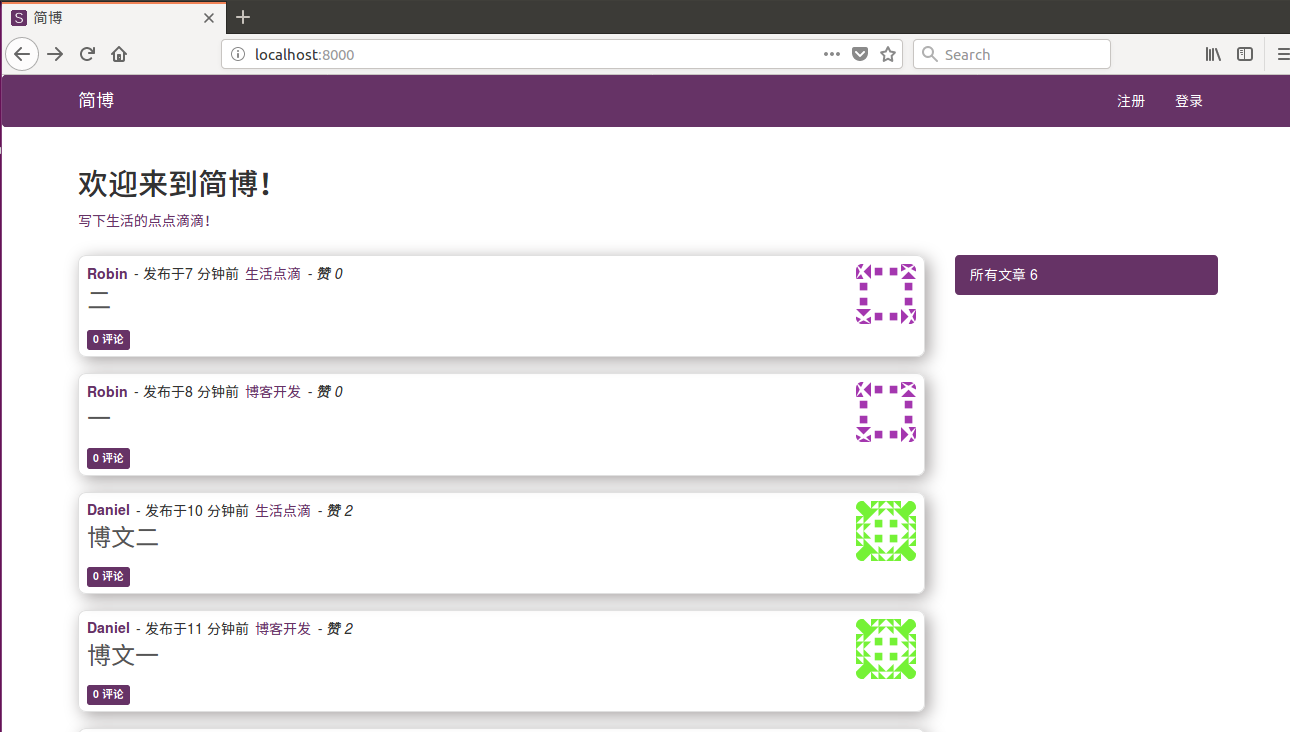 S 简博
localhost:8000
Search
简博
注册 登录
欢迎来到简博!
写下生活的点点滴滴!
Robin - 发布于7 分钟前 生活点滴 - 赞 0
二
0 评论
所有文章 6
Robin - 发布于8 分钟前 博客开发 - 赞 0
一
0 评论
Daniel - 发布于10 分钟前 生活点滴 - 赞 2
博文二
0 评论
Daniel - 发布于11 分钟前 博客开发 - 赞 2
博文一
0 评论